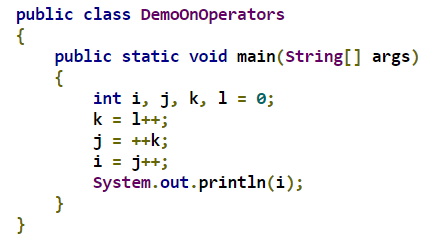 public class DemoOnOperators
{
    public static void main(String[] args)
    {
        int i, j, k, l = 0;
        k = l++;
        j = ++k;
        i = j++;
        System.out.println(i);
    }
}